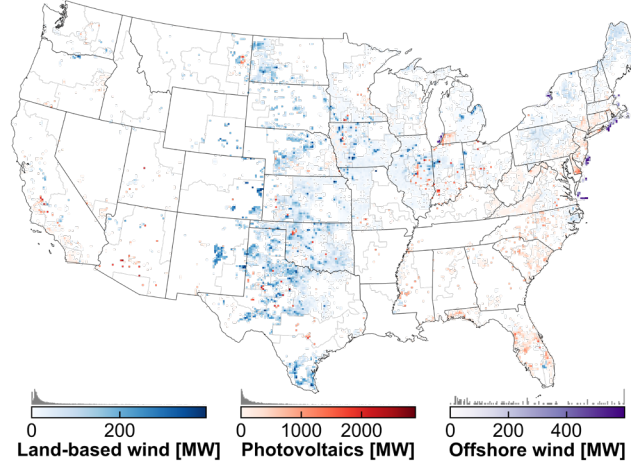 0 200
Land-based wind [MW]
0 1000 2000
Photovoltaics [MW]
0 200 400
Offshore wind [MW]